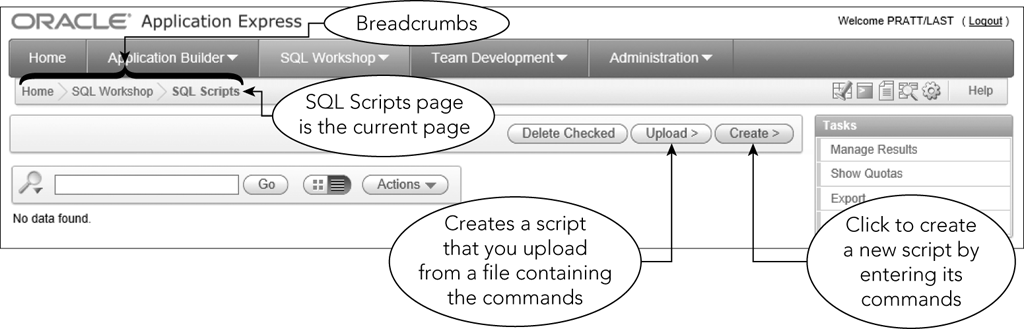 ORACLE® Application Express
Breadcrumbs
Welcome PRATT/LAST ( Logout )
Home
Application Builder
SQL Workshop
Team Development
Administration
Home
SQL Workshop
SQL Scripts
Help
SQL Scripts page
is the current page
Delete Checked
Upload >
Create >
Tasks
Manage Results
Show Quotas
Export
Go
Actions
No data found.
Creates a script
that you upload
from a file containing
the commands
Click to create
a new script by
entering its
commands